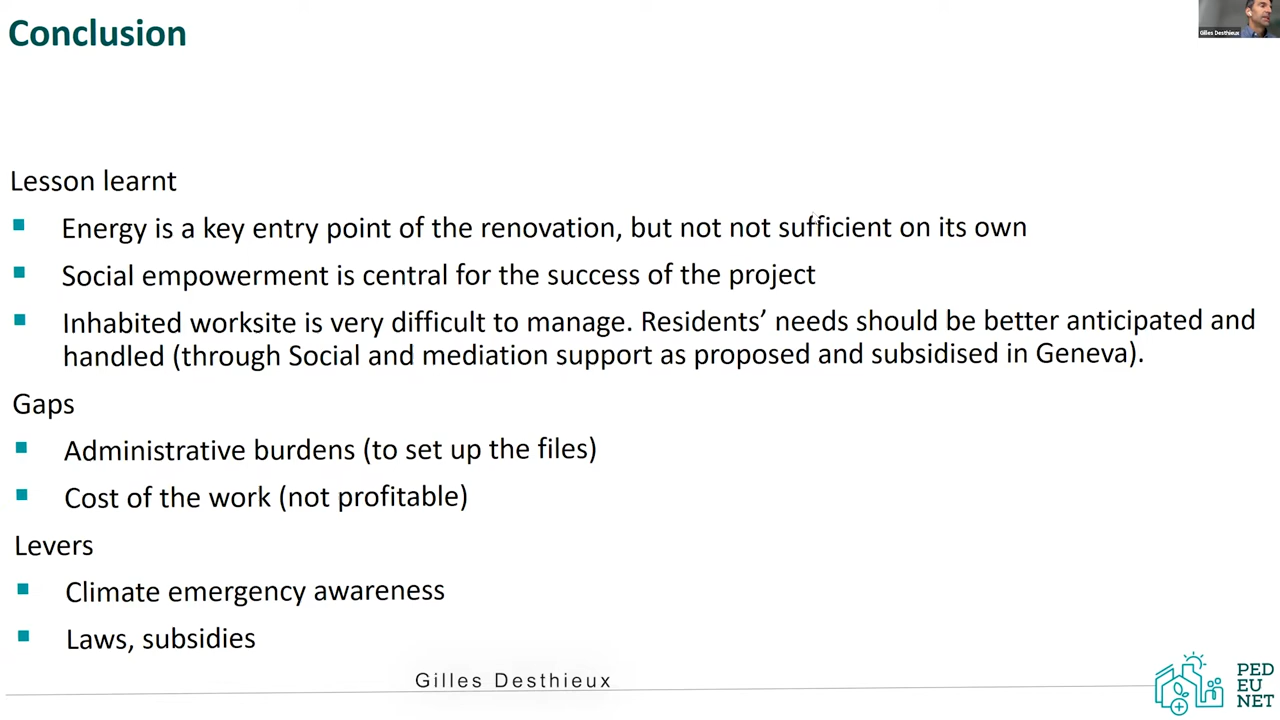 Conclusion
Gilles Desthieux
Lesson learnt
Energy is a key entry point of the renovation, but not not sufficient on its own
Social empowerment is central for the success of the project
Inhabited worksite is very difficult to manage. Residents’ needs should be better anticipated and
handled (through Social and mediation support as proposed and subsidised in Geneva).
Gaps
Administrative burdens (to set up the files)
Cost of the work (not profitable)
Levers
Climate emergency awareness
Laws, subsidies
Gilles Desthieux
PED
EU
NET